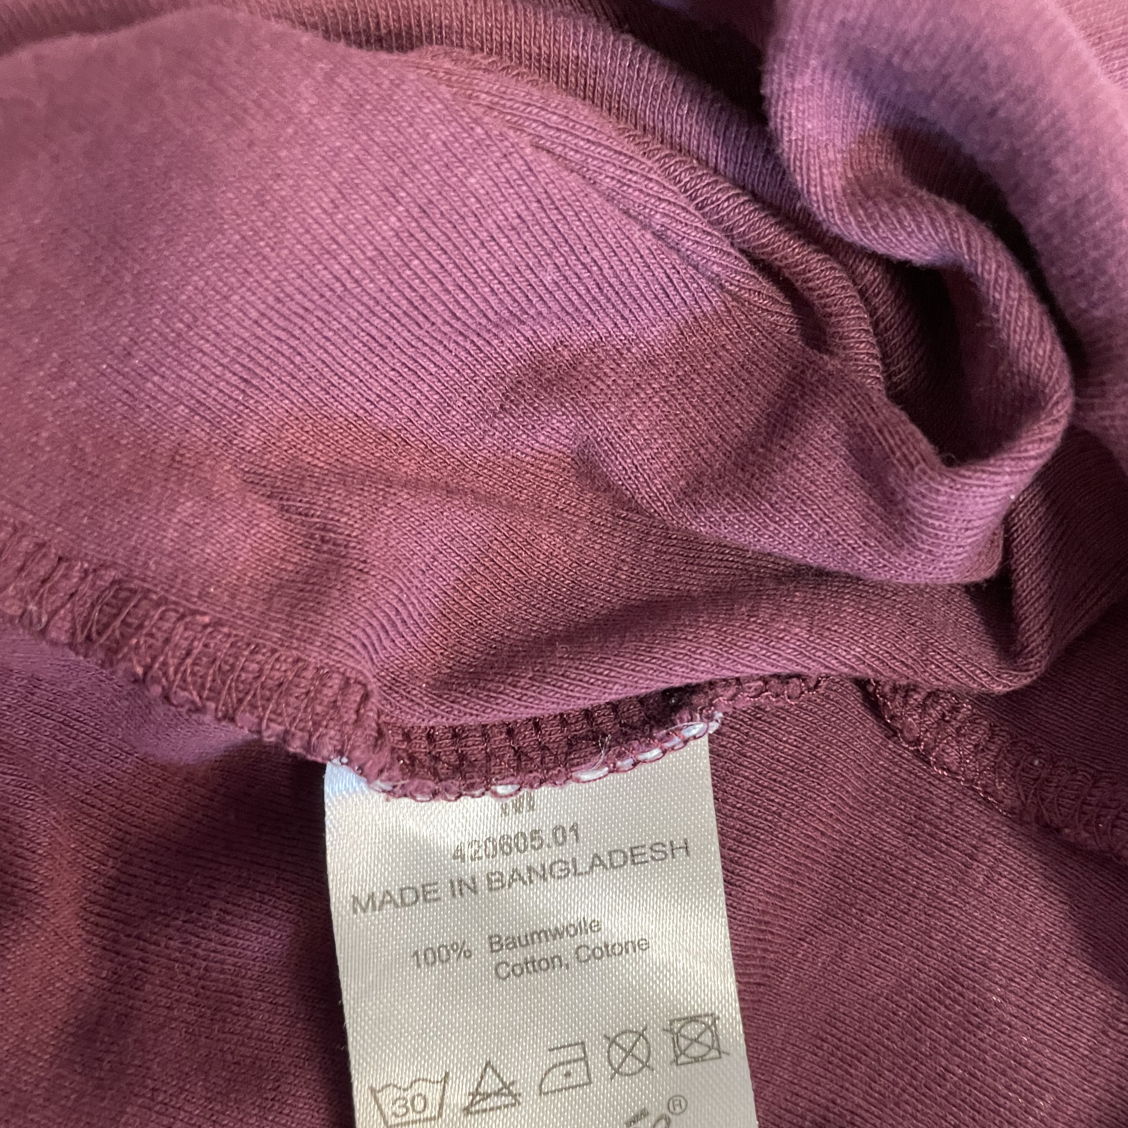 420605.01
MADE IN BANGLADESH
100% Baumwolle
Cotton, Cotone
30
®